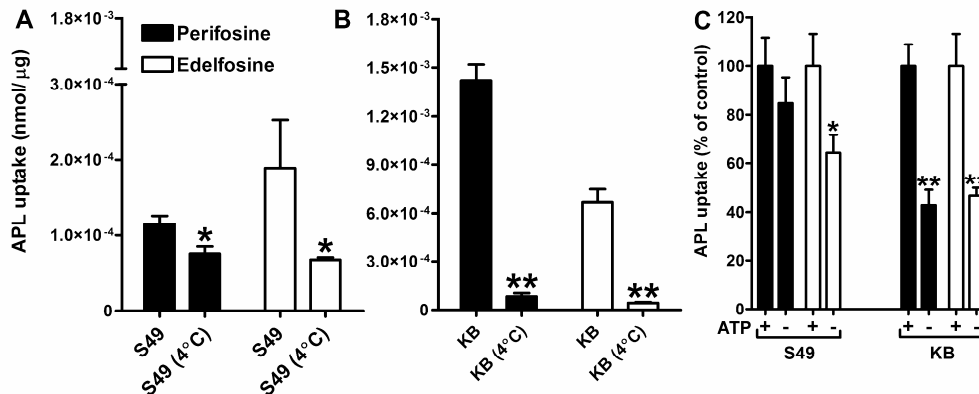 A
APL uptake (nmol/ μg)
1.8×10⁻³
3.0×10⁻⁴
2.0×10⁻⁴
1.0×10⁻⁴
0
Perifosine
Edelfosine
*
*
S49
S49 (4°C)
S49
S49 (4°C)
B
1.8×10⁻³
1.5×10⁻³
1.2×10⁻³
9.0×10⁻⁴
6.0×10⁻⁴
3.0×10⁻⁴
0
**
**
KB
KB (4°C)
KB
KB (4°C)
C
APL uptake (% of control)
120
100
80
60
40
20
0
*
**
**
ATP + - + - + - + -
S49 KB